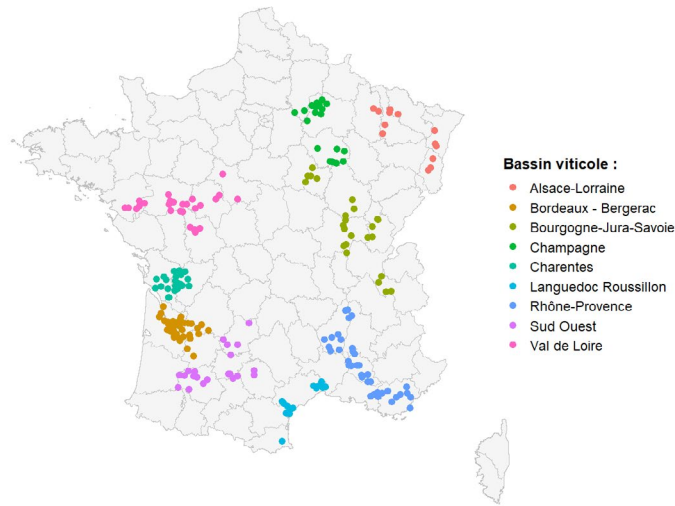 Bassin viticole :
Alsace-Lorraine
Bordeaux - Bergerac
Bourgogne-Jura-Savoie
Champagne
Charentes
Languedoc Roussillon
Rhône-Provence
Sud Ouest
Val de Loire